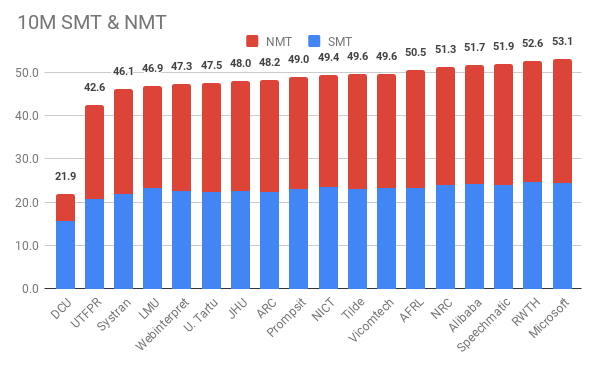 10M SMT & NMT
NMT SMT
21.9 42.6 46.1 46.9 47.3 47.5 48.0 48.2 49.0 49.4 49.6 49.6 50.5 51.3 51.7 51.9 52.6 53.1
50.0
40.0
30.0
20.0
10.0
0.0
DCU UTFPR Systran LMU Webinterpret U. Tartu JHU ARC Prompsit NICT Tilde Vicomtech AFRL NRC Alibaba Speechmatic RWTH Microsoft